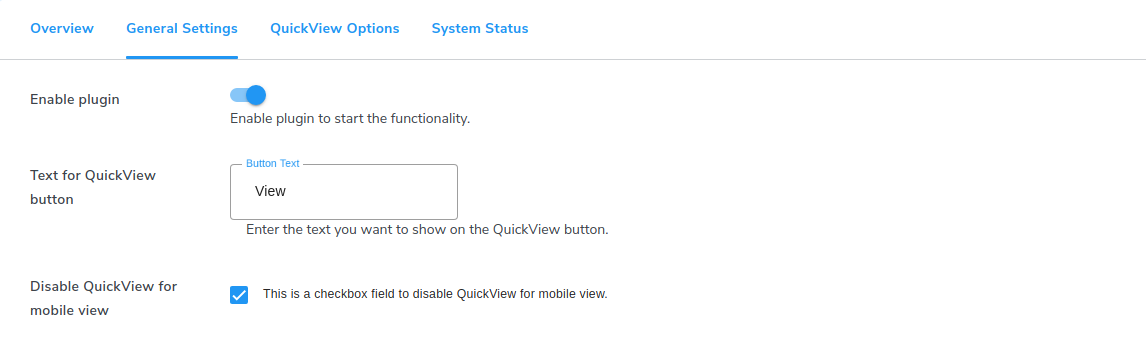 Overview General Settings QuickView Options System Status
Enable plugin
Enable plugin to start the functionality.
Text for QuickView
button
Button Text
View
Enter the text you want to show on the QuickView button.
Disable QuickView for
mobile view
This is a checkbox field to disable QuickView for mobile view.